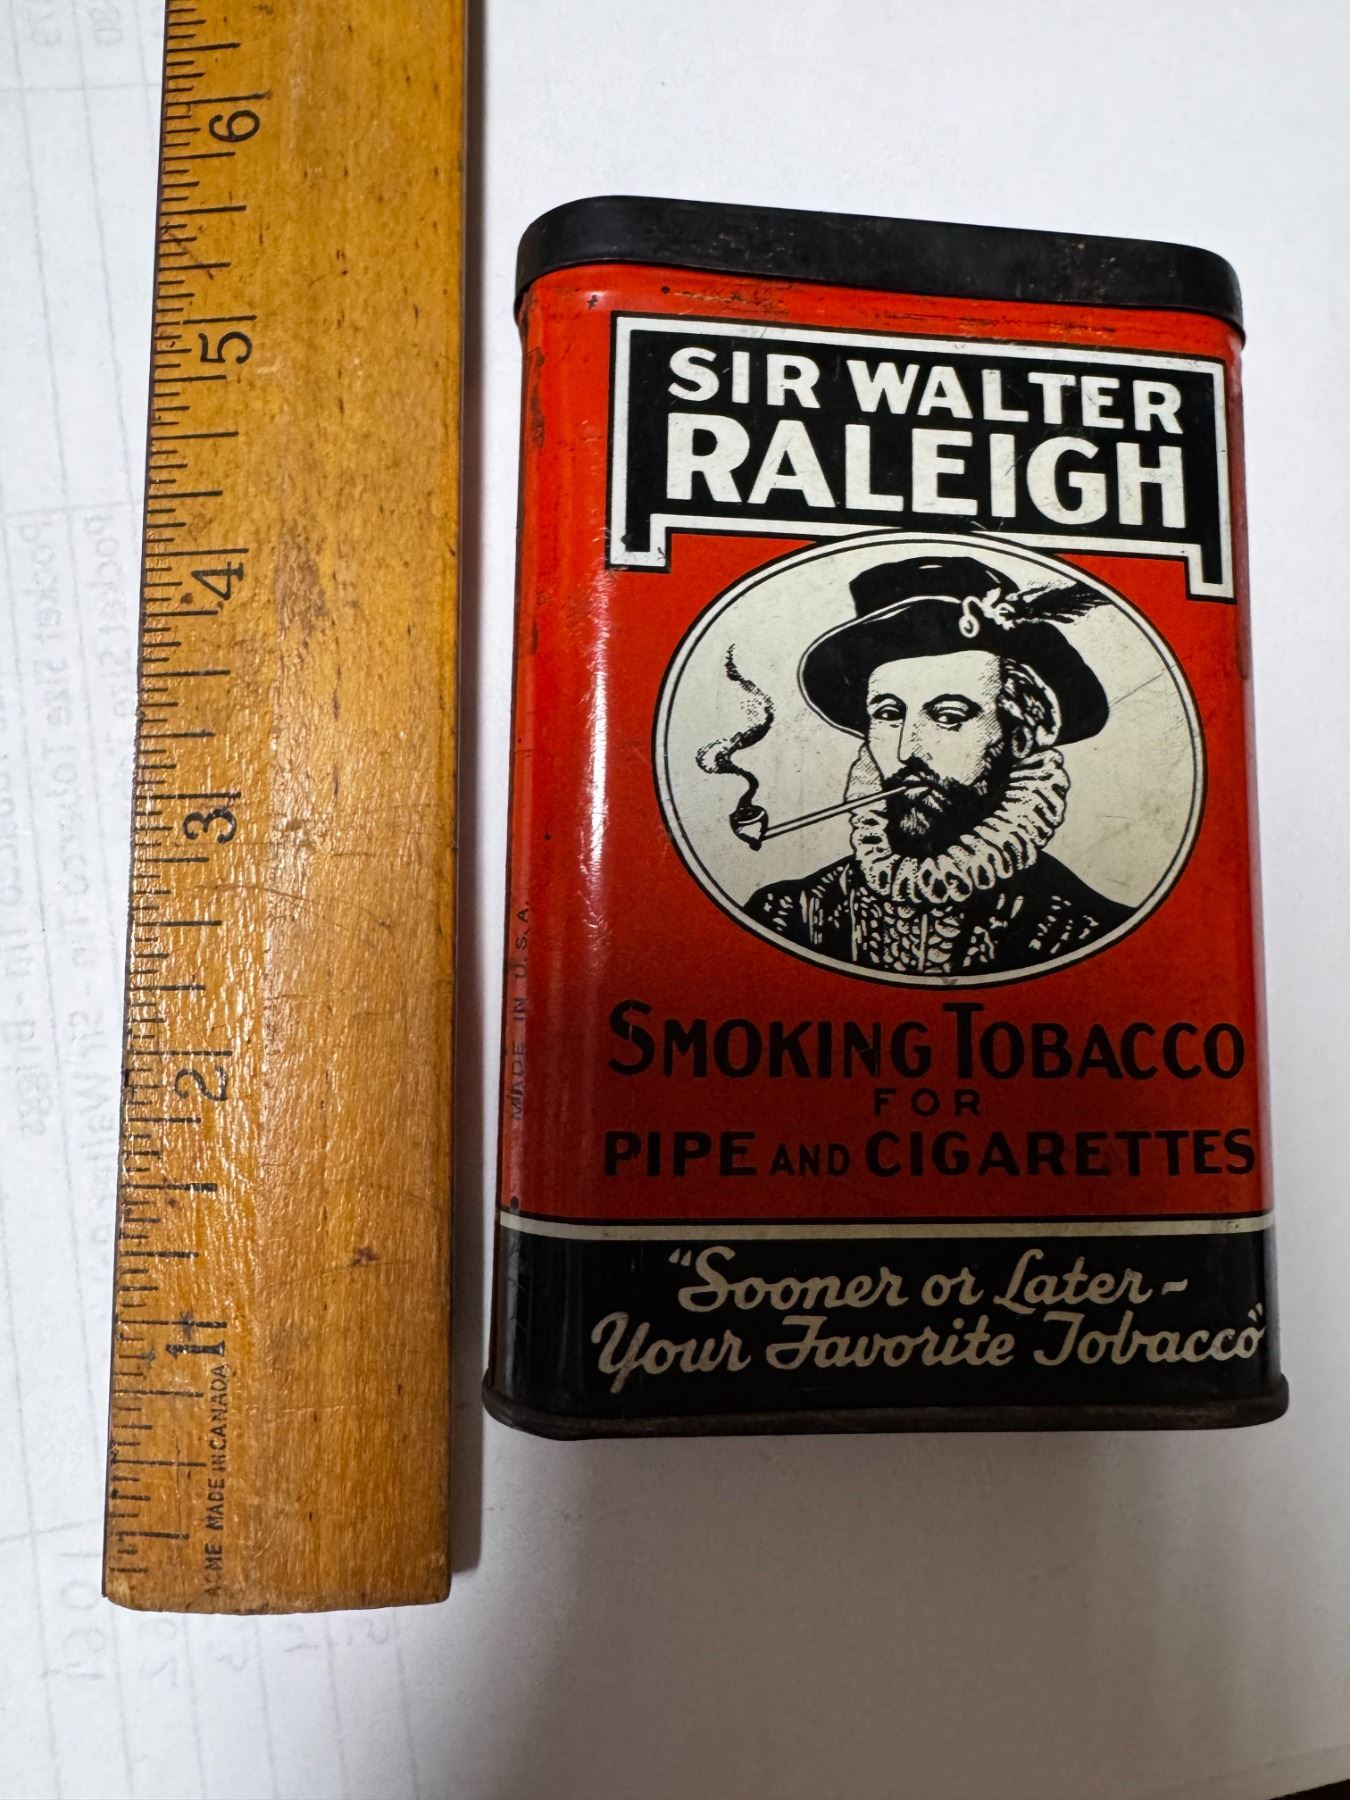 6
5
4
3
2
1
ACME MADE IN CANADA
SIR WALTER
RALEIGH
MADE IN U.S.A.
SMOKING TOBACCO
FOR
PIPE AND CIGARETTES
"Sooner or Later-
Your Favorite Tobacco"